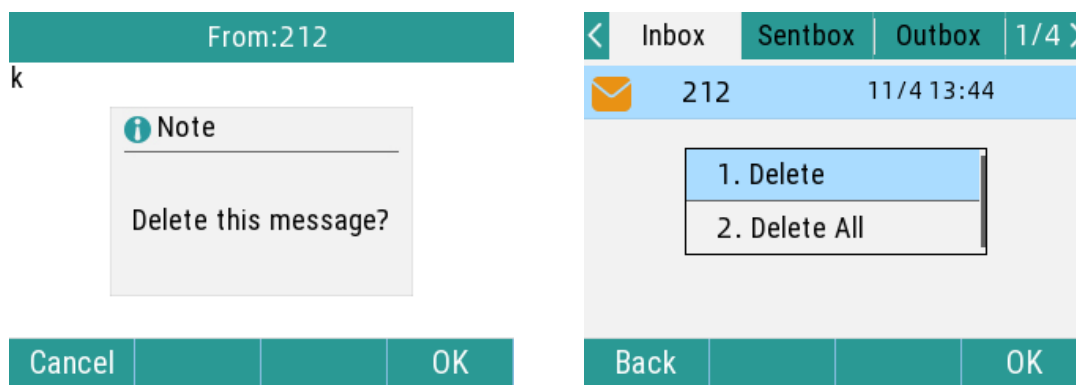 From:212
k
Note
Delete this message?
Cancel OK
< Inbox Sentbox Outbox 1/4 >
212 11/4 13:44
1. Delete
2. Delete All
Back OK